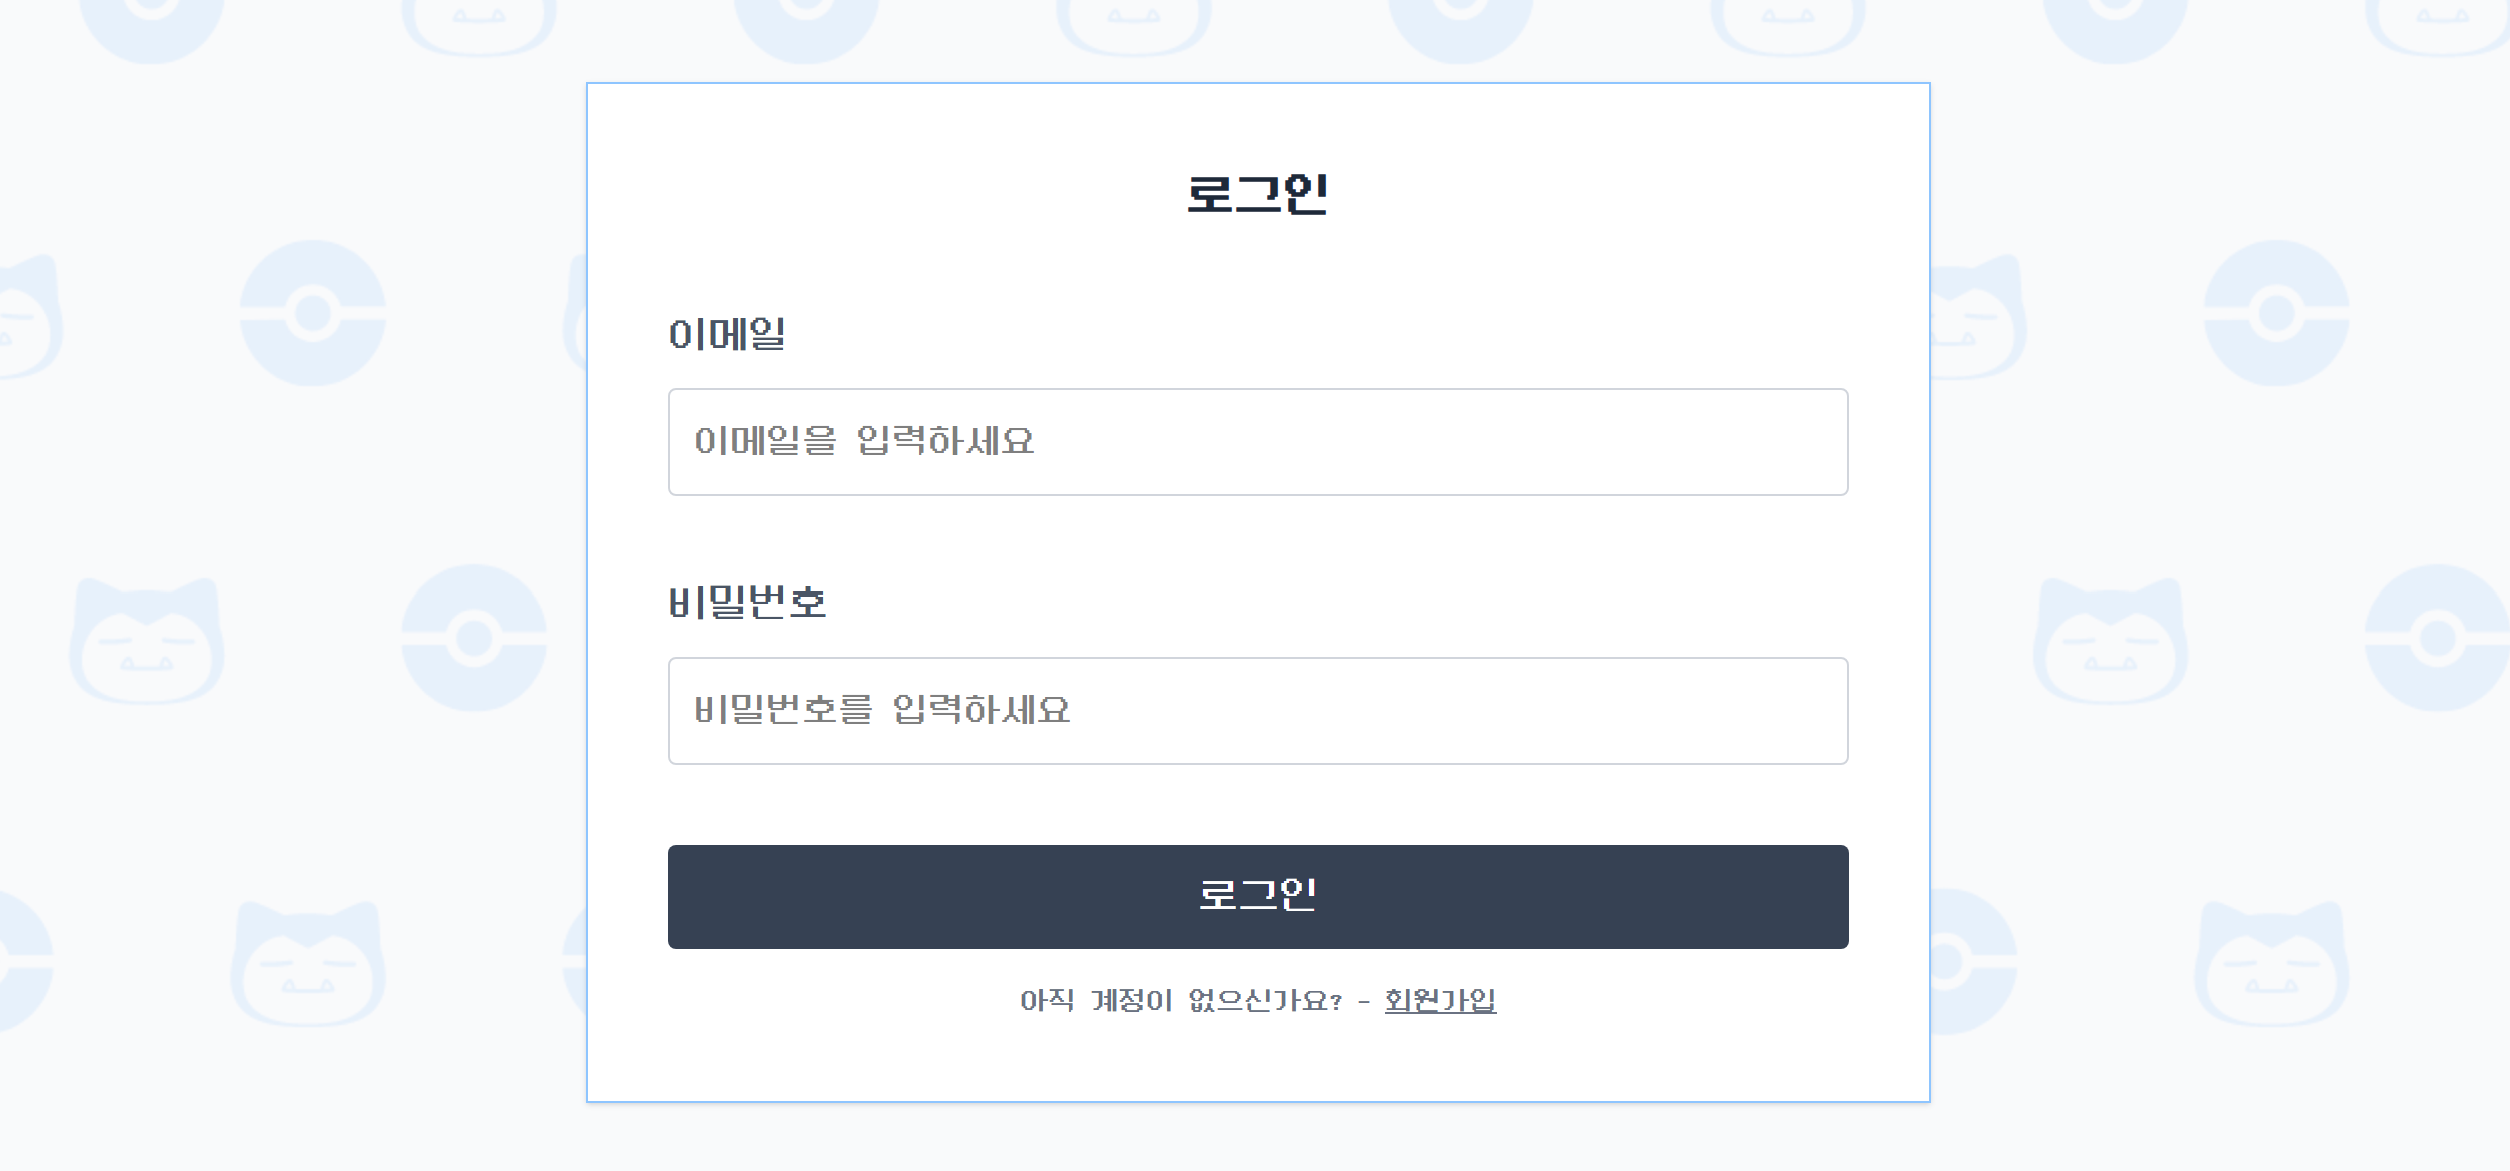 로그인
이메일
이메일을 입력하세요
비밀번호
비밀번호를 입력하세요
로그인
아직 계정이 없으신가요? - 회원가입